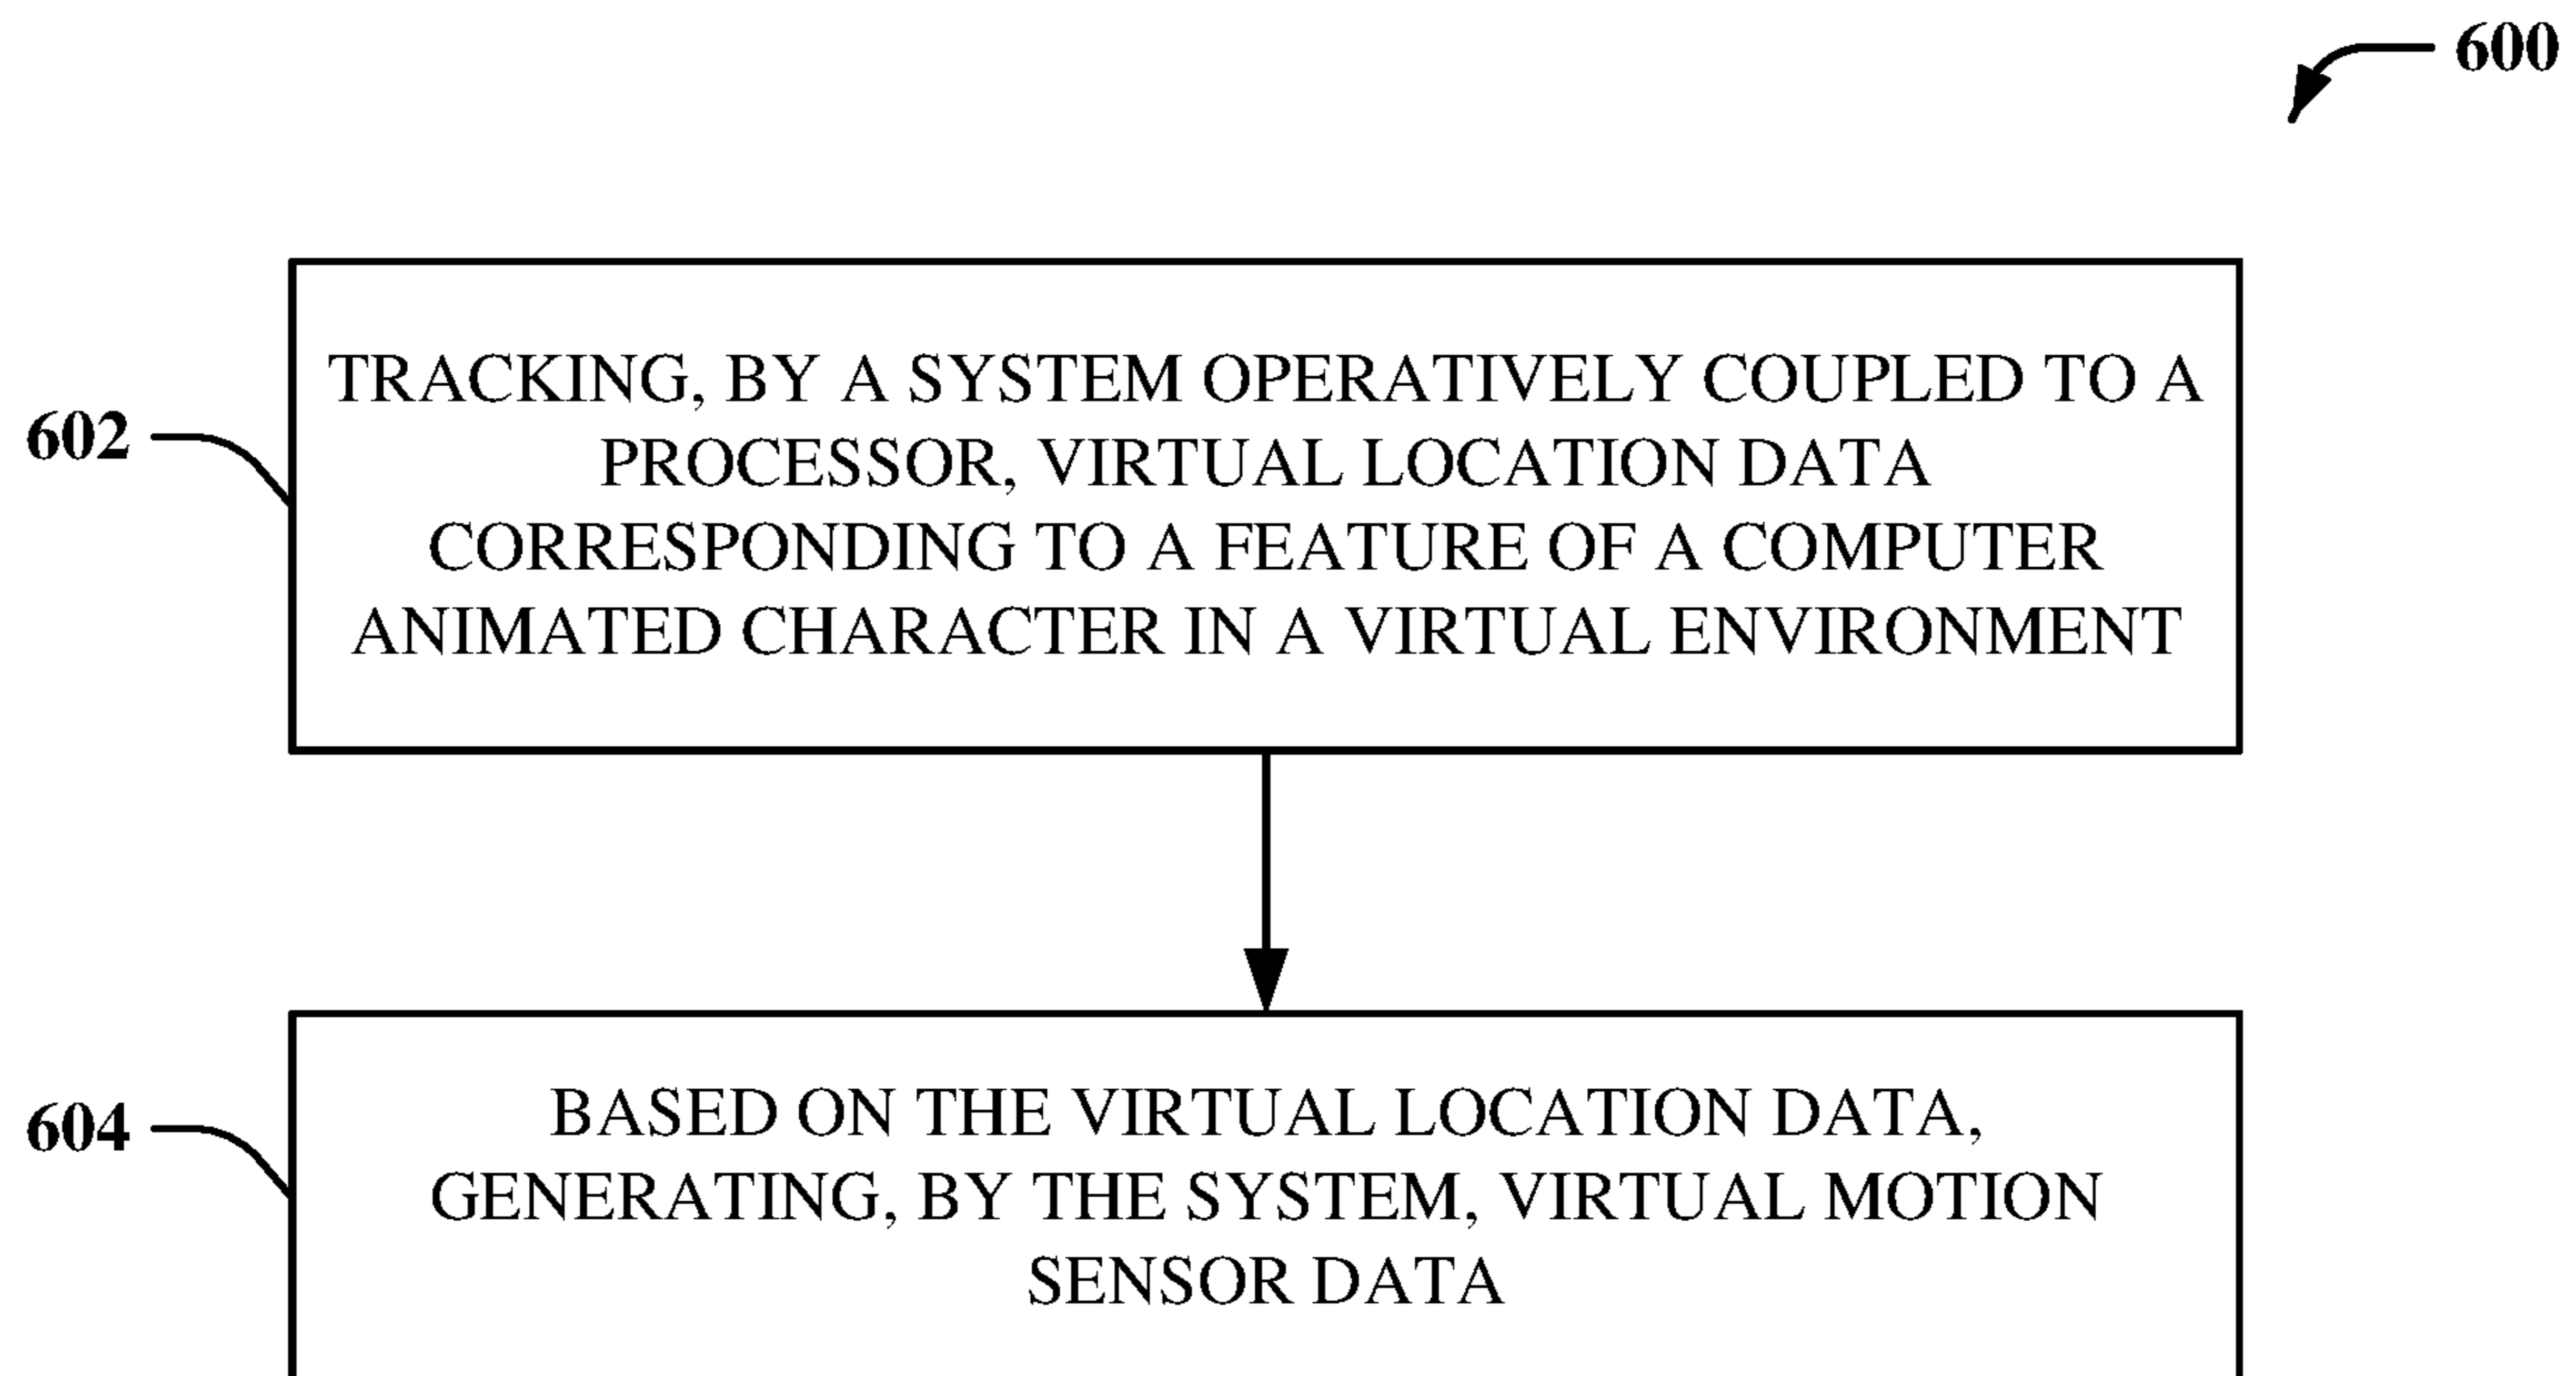 600
602
TRACKING, BY A SYSTEM OPERATIVELY COUPLED TO A
PROCESSOR, VIRTUAL LOCATION DATA
CORRESPONDING TO A FEATURE OF A COMPUTER
ANIMATED CHARACTER IN A VIRTUAL ENVIRONMENT
604
BASED ON THE VIRTUAL LOCATION DATA,
GENERATING, BY THE SYSTEM, VIRTUAL MOTION
SENSOR DATA